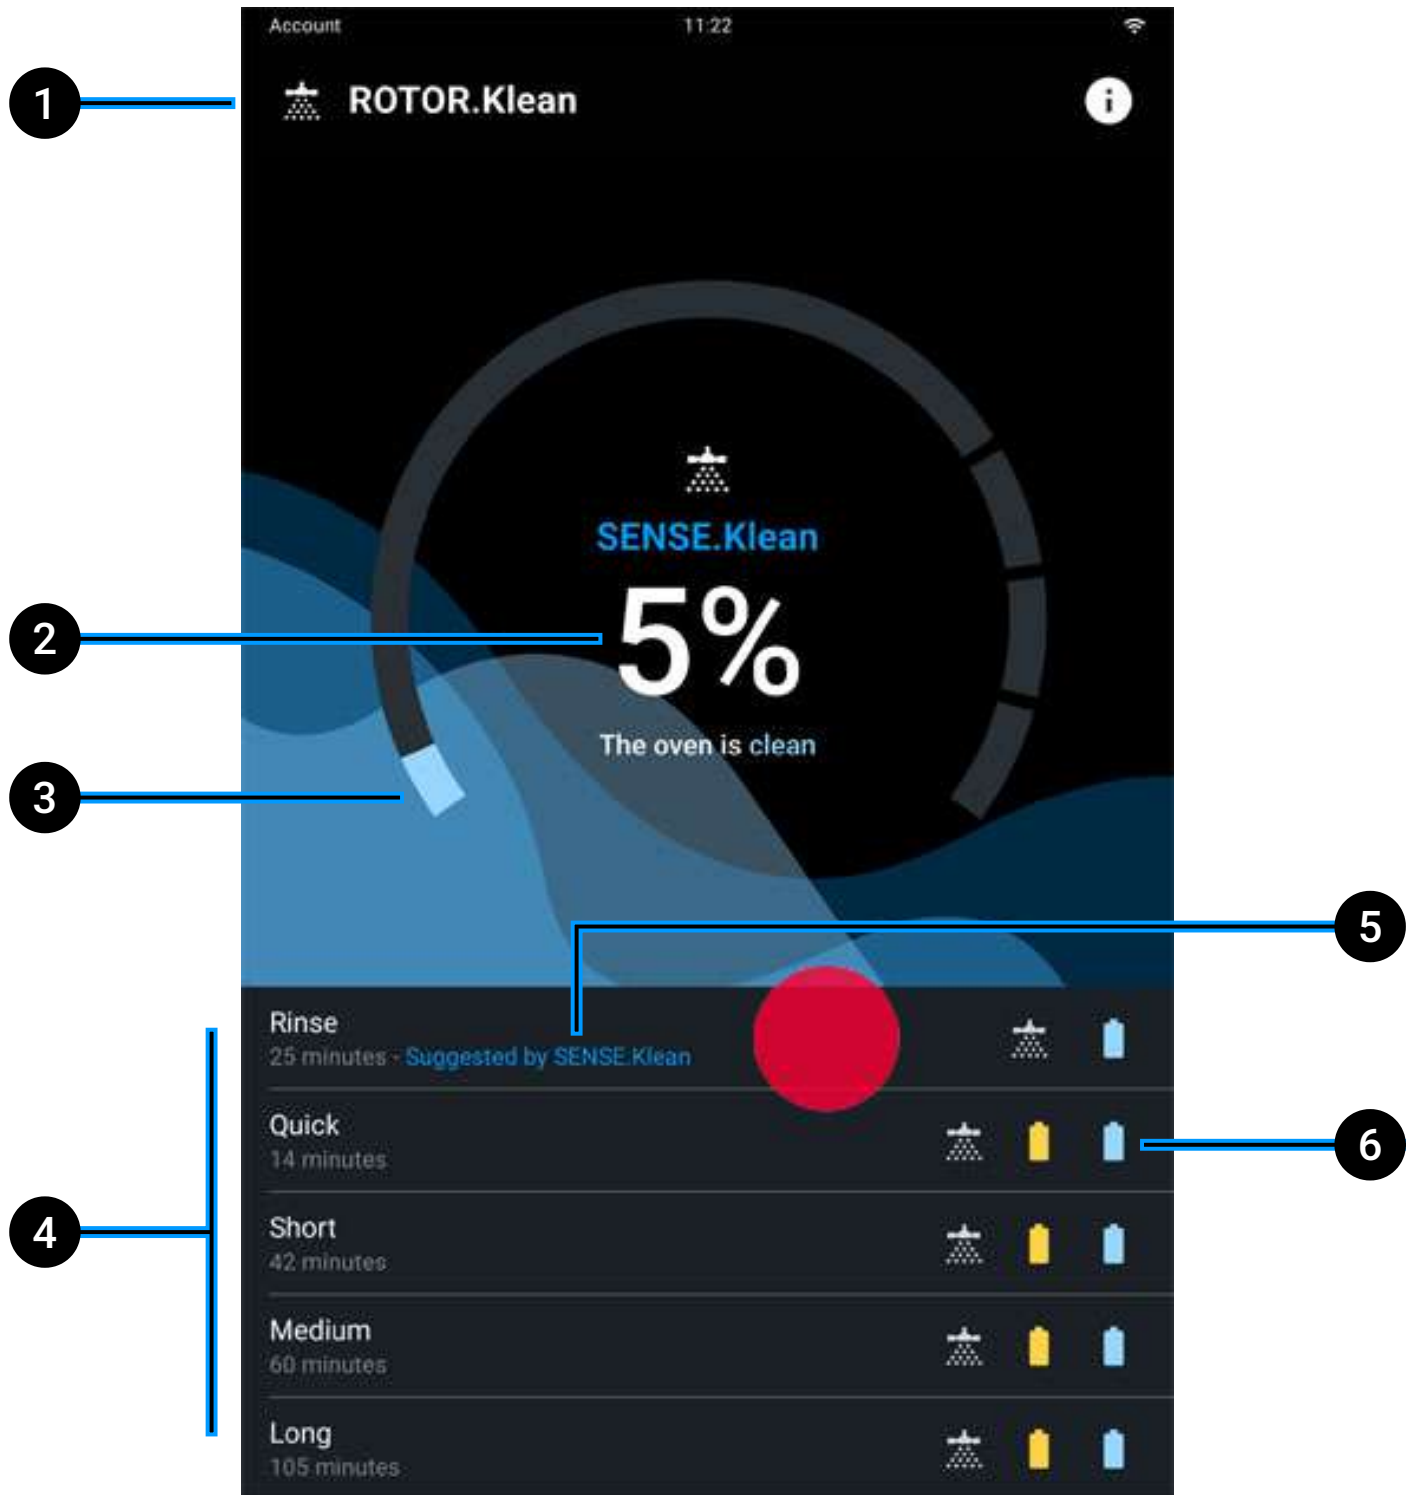 Account 11:22
1
ROTOR.Klean i
SENSE.Klean
2
5%
The oven is clean
3
5
Rinse
25 minutes - Suggested by SENSE.Klean
Quick
14 minutes
6
Short
42 minutes
4
Medium
60 minutes
Long
105 minutes